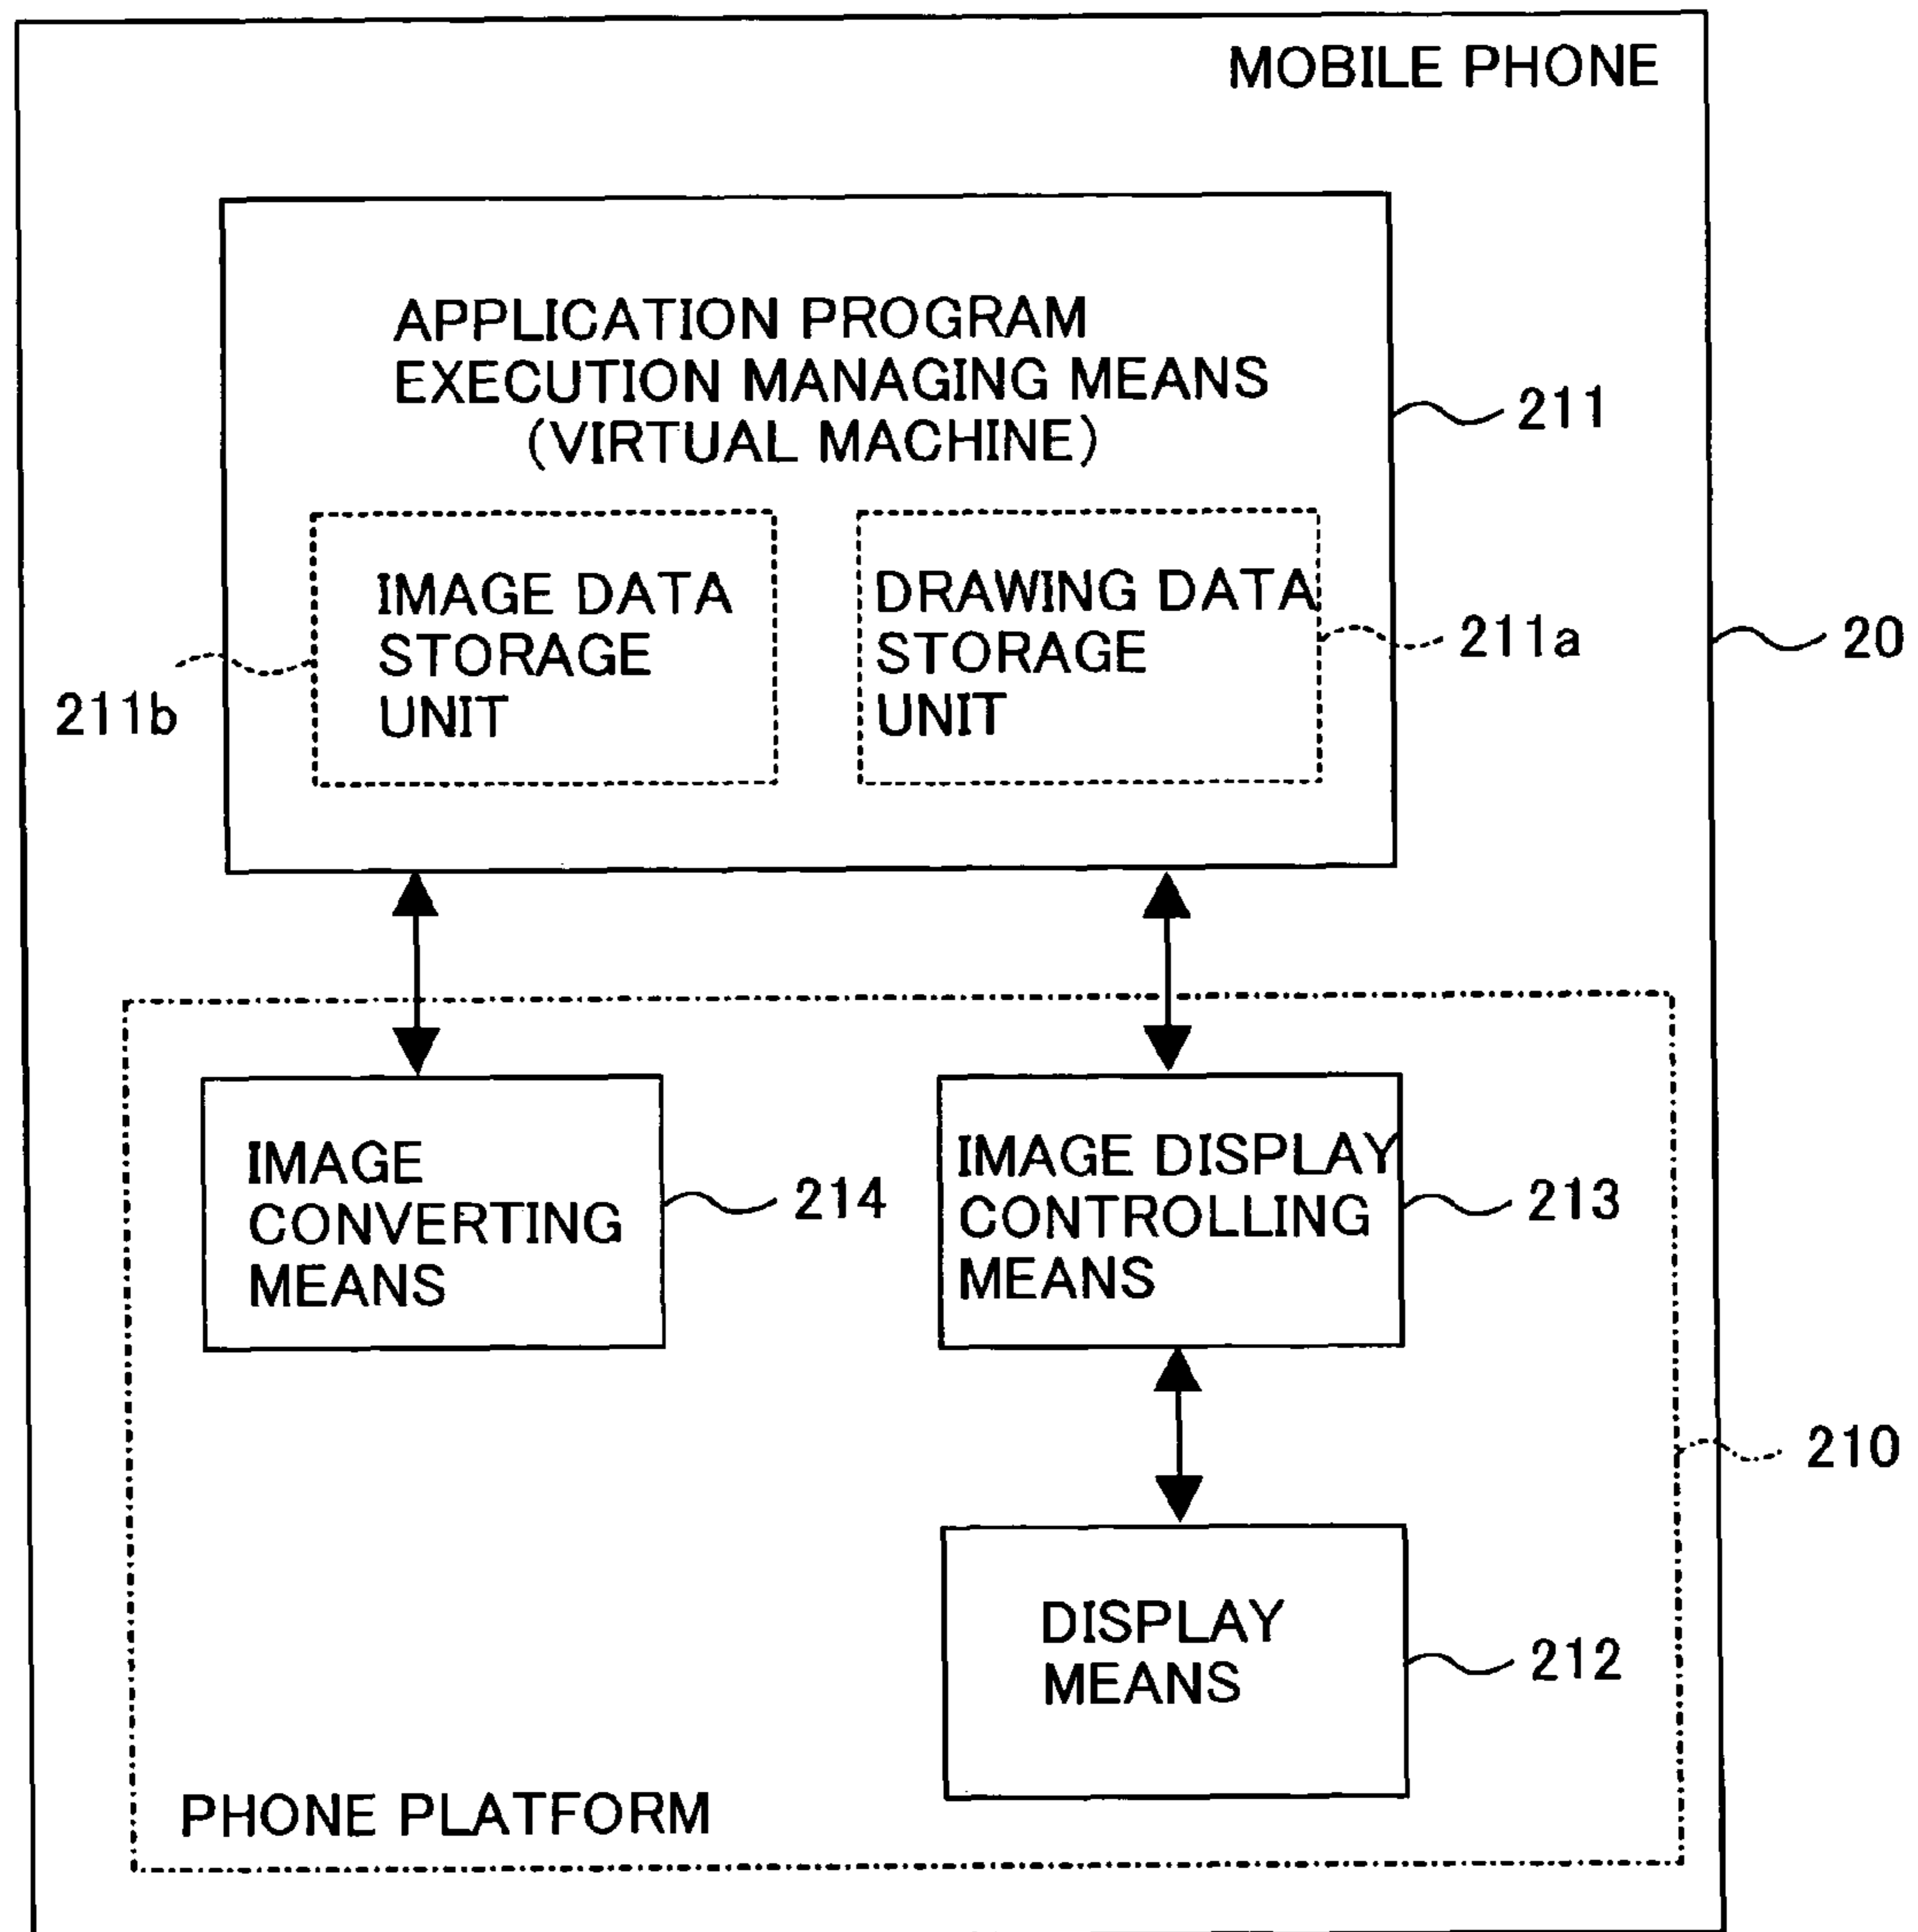 MOBILE PHONE
APPLICATION PROGRAM
EXECUTION MANAGING MEANS
(VIRTUAL MACHINE)
211
IMAGE DATA
STORAGE
UNIT
211b
DRAWING DATA
STORAGE
UNIT
211a
20
IMAGE
CONVERTING
MEANS
214
IMAGE DISPLAY
CONTROLLING
MEANS
213
210
DISPLAY
MEANS
212
PHONE PLATFORM